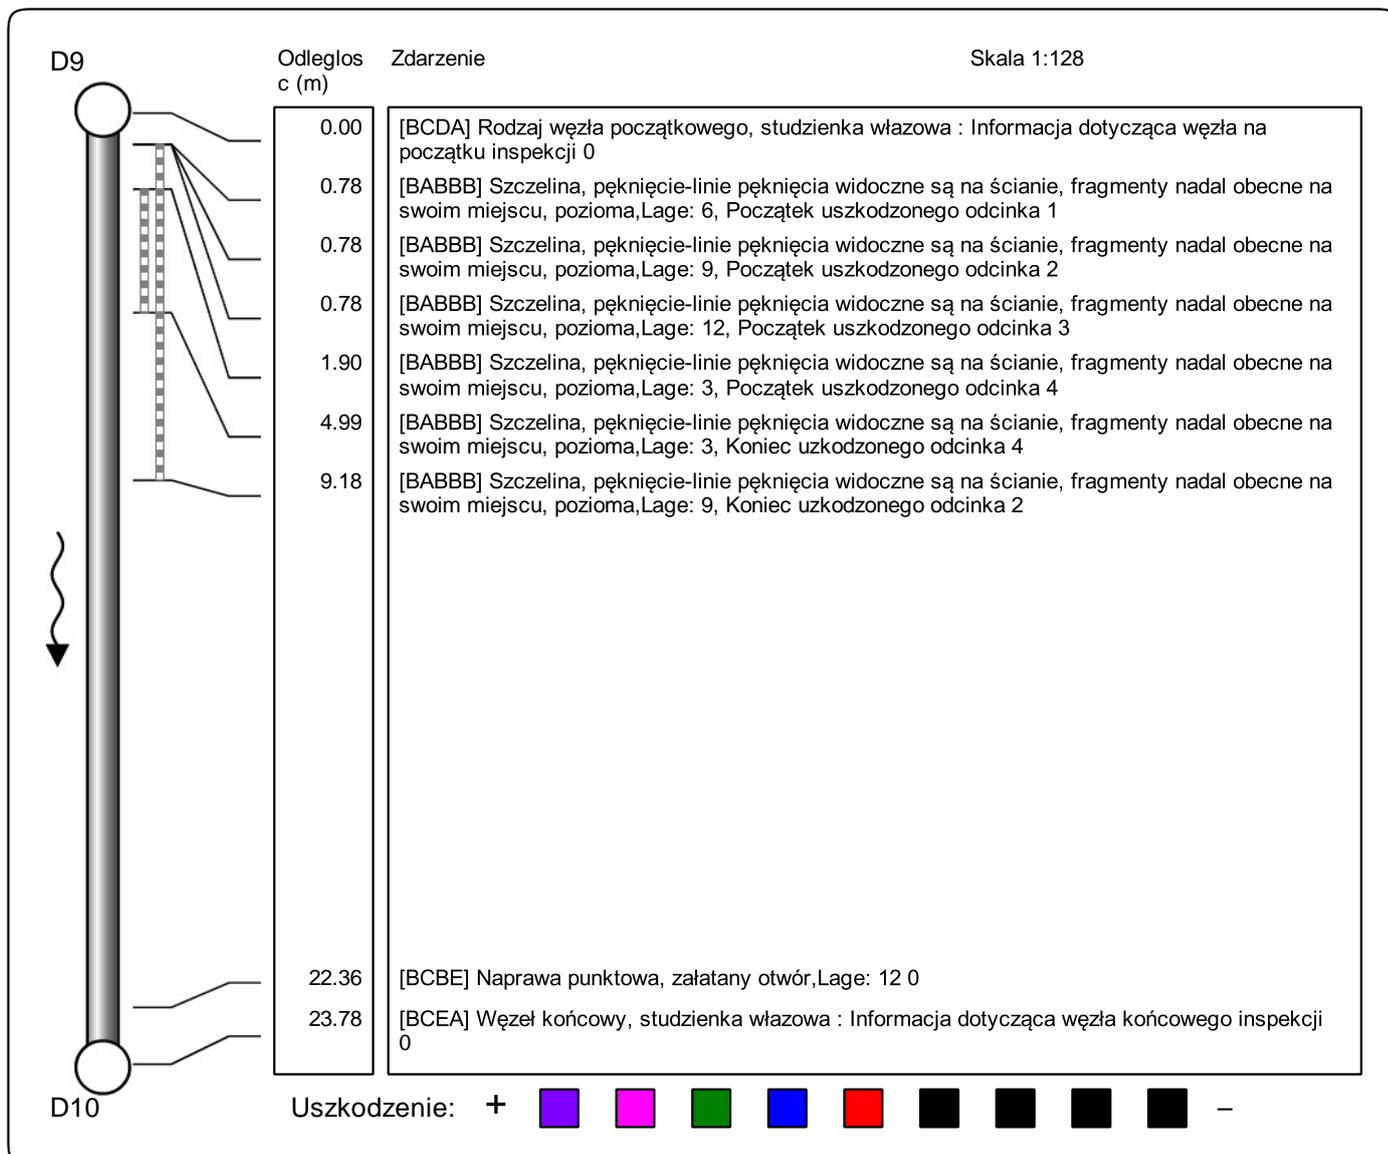 D9
Odleglos
c (m)
Zdarzenie
Skala 1:128
0.00 [BCDA] Rodzaj węzła początkowego, studzienka włazowa : Informacja dotycząca węzła na
początku inspekcji 0
0.78 [BABBB] Szczelina, pęknięcie-linie pęknięcia widoczne są na ścianie, fragmenty nadal obecne na
swoim miejscu, pozioma,Lage: 6, Początek uszkodzonego odcinka 1
0.78 [BABBB] Szczelina, pęknięcie-linie pęknięcia widoczne są na ścianie, fragmenty nadal obecne na
swoim miejscu, pozioma,Lage: 9, Początek uszkodzonego odcinka 2
0.78 [BABBB] Szczelina, pęknięcie-linie pęknięcia widoczne są na ścianie, fragmenty nadal obecne na
swoim miejscu, pozioma,Lage: 12, Początek uszkodzonego odcinka 3
1.90 [BABBB] Szczelina, pęknięcie-linie pęknięcia widoczne są na ścianie, fragmenty nadal obecne na
swoim miejscu, pozioma,Lage: 3, Początek uszkodzonego odcinka 4
4.99 [BABBB] Szczelina, pęknięcie-linie pęknięcia widoczne są na ścianie, fragmenty nadal obecne na
swoim miejscu, pozioma,Lage: 3, Koniec uzkodzonego odcinka 4
9.18 [BABBB] Szczelina, pęknięcie-linie pęknięcia widoczne są na ścianie, fragmenty nadal obecne na
swoim miejscu, pozioma,Lage: 9, Koniec uzkodzonego odcinka 2
22.36 [BCBE] Naprawa punktowa, załatany otwór,Lage: 12 0
23.78 [BCEA] Węzeł końcowy, studzienka włazowa : Informacja dotycząca węzła końcowego inspekcji
0
D10
Uszkodzenie: + –